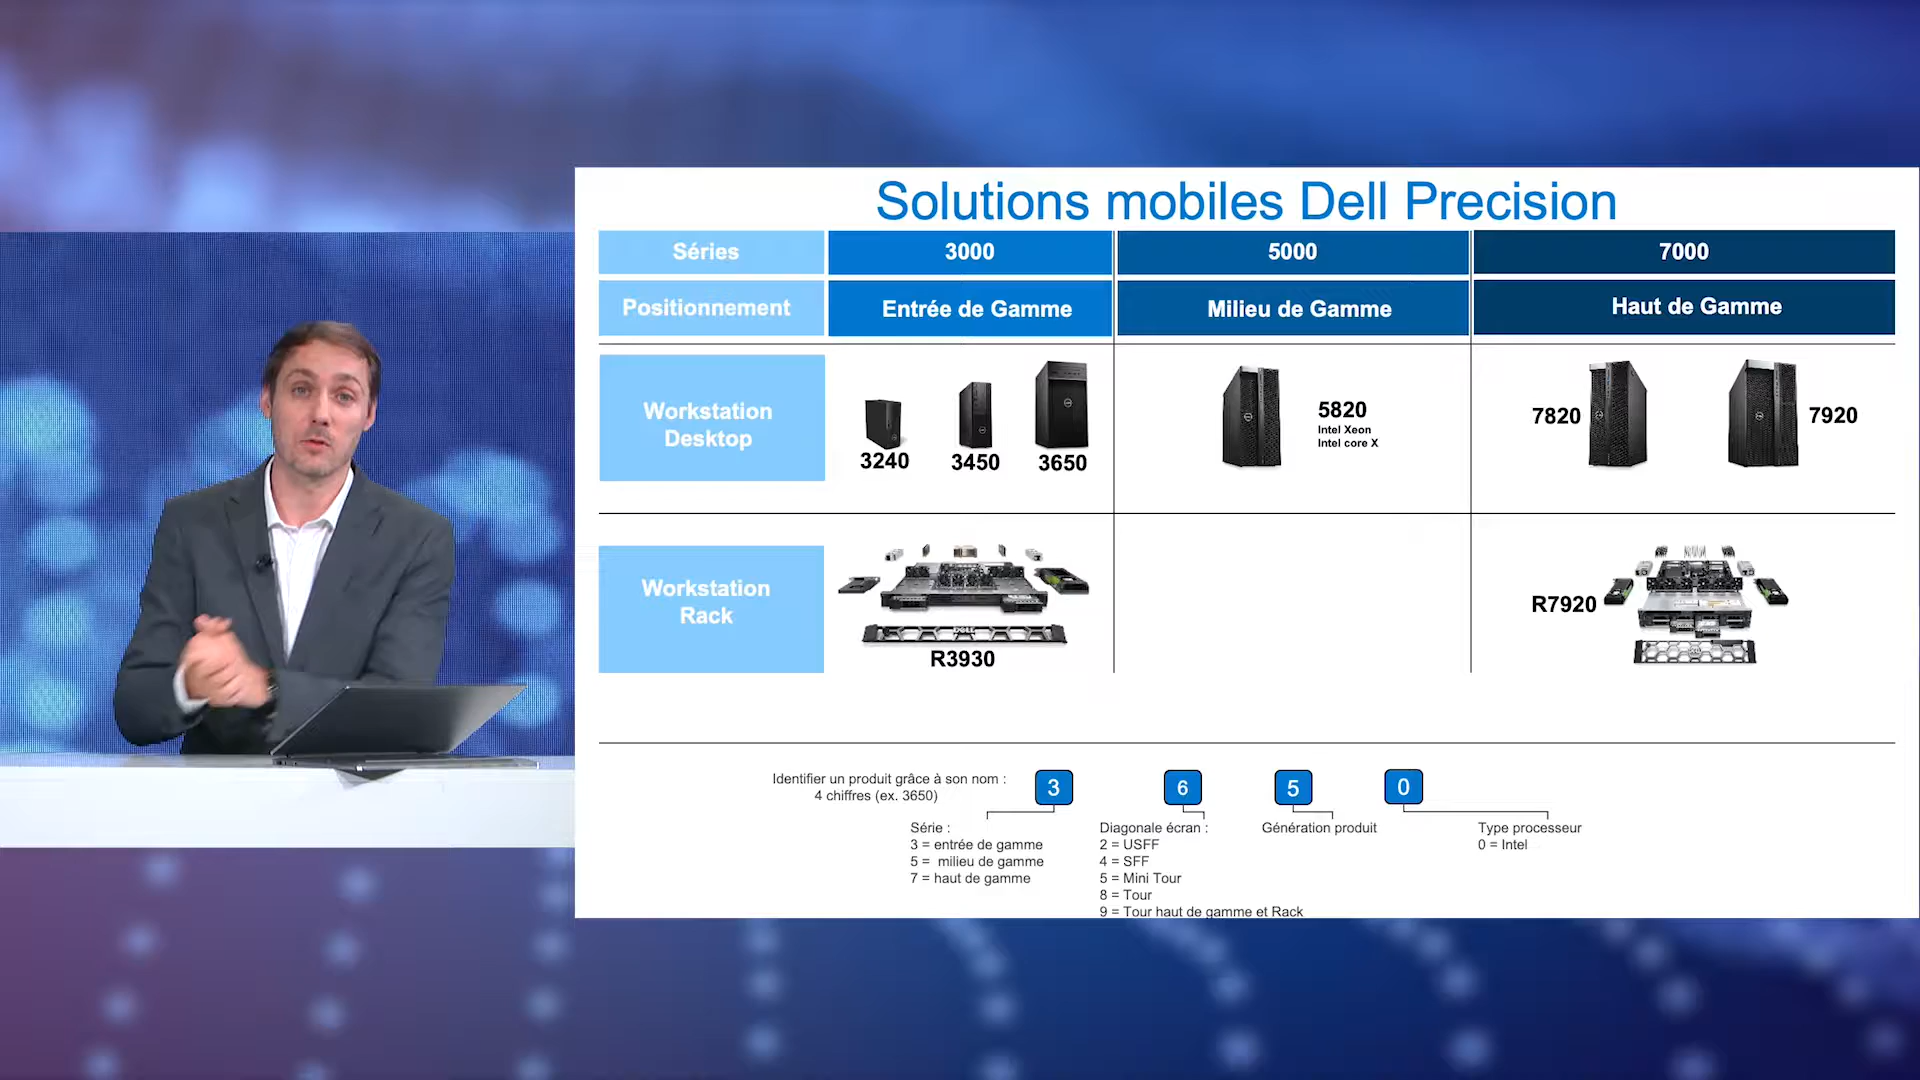 Solutions mobiles Dell Precision
Séries
3000
5000
7000
Positionnement
Entrée de Gamme
Milieu de Gamme
Haut de Gamme
Workstation
Desktop
3240
3450
3650
5820
Intel Xeon
Intel core X
7820
7920
Workstation
Rack
R3930
R7920
Identifier un produit grâce à son nom :
4 chiffres (ex. 3650)
3
6
5
0
Série :
3 = entrée de gamme
5 = milieu de gamme
7 = haut de gamme
Diagonale écran :
2 = USFF
4 = SFF
5 = Mini Tour
8 = Tour
9 = Tour haut de gamme et Rack
Génération produit
Type processeur
0 = Intel